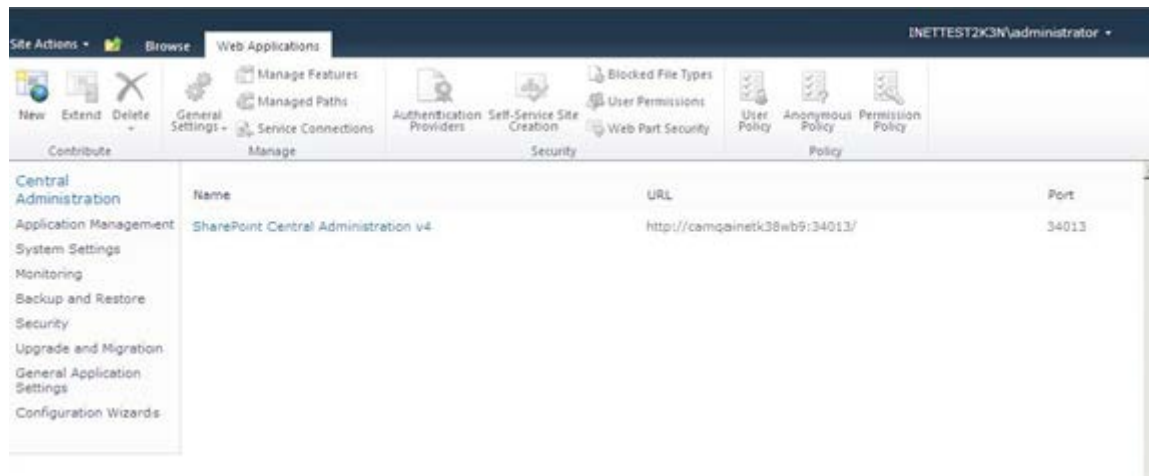 INETTEST2K3N\administrator
Site Actions
Browse
Web Applications
New
Extend
Delete
Contribute
General
Settings
Manage Features
Managed Paths
Service Connections
Manage
Authentication
Providers
Self-Service Site
Creation
Blocked File Types
User Permissions
Web Part Security
Security
User
Policy
Anonymous
Policy
Permission
Policy
Policy
Central
Administration
Application Management
System Settings
Monitoring
Backup and Restore
Security
Upgrade and Migration
General Application
Settings
Configuration Wizards
Name URL Port
SharePoint Central Administration v4 http://camqainetk38wb9:34013/ 34013